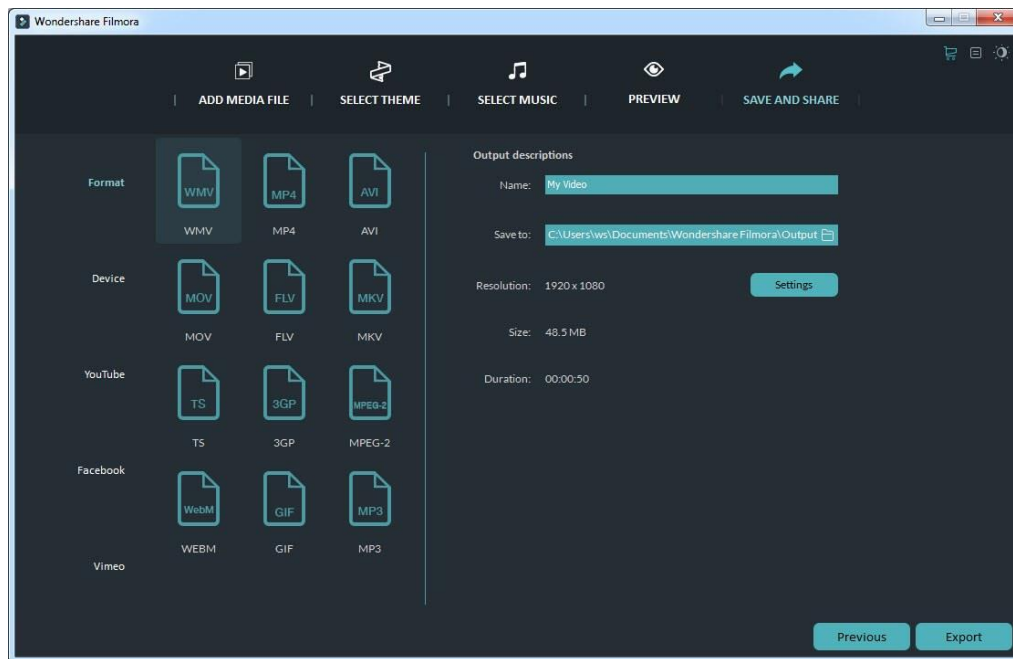 Wondershare Filmora
ADD MEDIA FILE | SELECT THEME | SELECT MUSIC | PREVIEW | SAVE AND SHARE
Format
WMV
WMV
MP4
MP4
AVI
AVI
Device
MOV
MOV
FLV
FLV
MKV
MKV
YouTube
TS
TS
3GP
3GP
MPEG-2
MPEG-2
Facebook
WebM
WEBM
GIF
GIF
MP3
MP3
Vimeo
Output descriptions
Name: My Video
Save to: C:\Users\ws\Documents\Wondershare Filmora\Output
Resolution: 1920 x 1080
Settings
Size: 48.5 MB
Duration: 00:00:50
Previous
Export